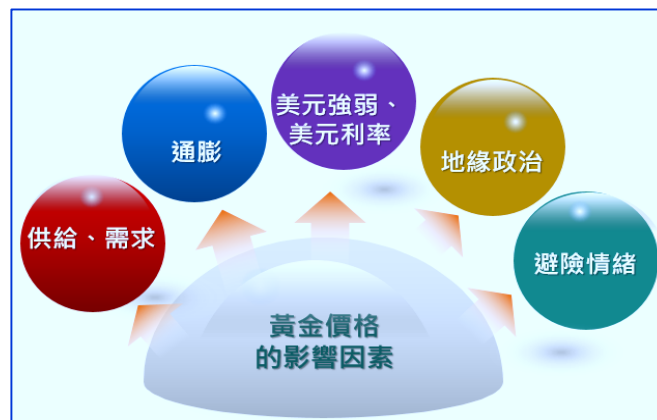 供給、需求
通膨
美元強弱、
美元利率
地緣政治
避險情緒
黃金價格
的影響因素